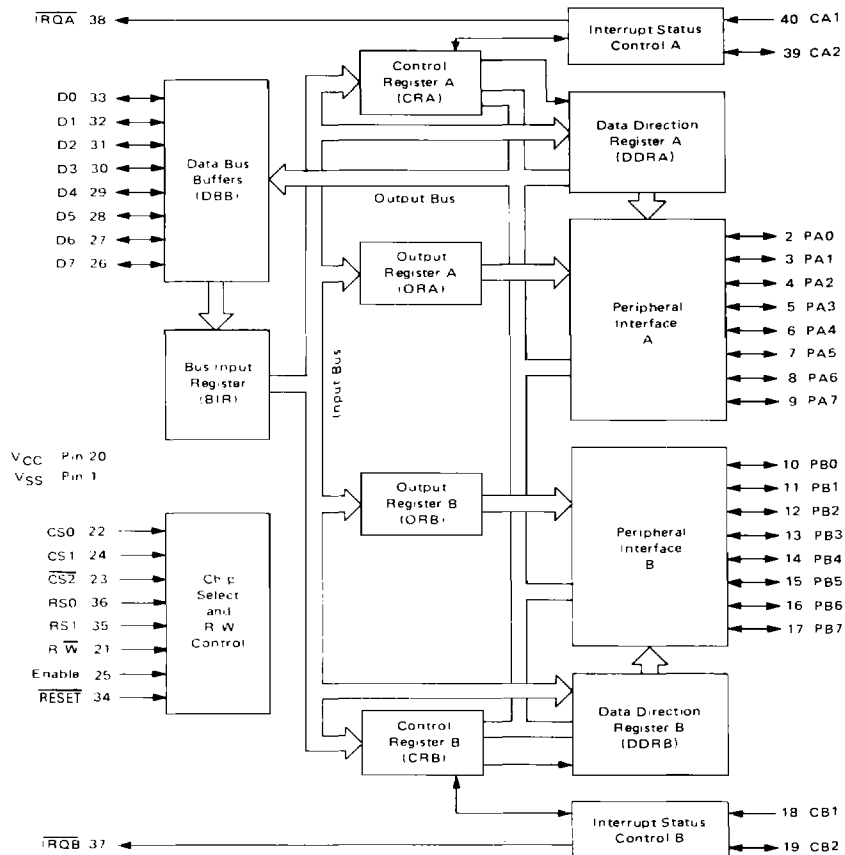 IRQA 38
Interrupt Status
Control A
40 CA1
39 CA2
Control
Register A
(CRA)
D0 33
D1 32
D2 31
D3 30
D4 29
D5 28
D6 27
D7 26
Data Bus
Buffers
(DBB)
Data Direction
Register A
(DDRA)
Output Bus
Output
Register A
(ORA)
Peripheral
Interface
A
2 PA0
3 PA1
4 PA2
5 PA3
6 PA4
7 PA5
8 PA6
9 PA7
Bus Input
Register
(BIR)
Input Bus
VCC Pin 20
VSS Pin 1
Output
Register B
(ORB)
Peripheral
Interface
B
10 PB0
11 PB1
12 PB2
13 PB3
14 PB4
15 PB5
16 PB6
17 PB7
CS0 22
CS1 24
CS2 23
RS0 36
RS1 35
R W 21
Enable 25
RESET 34
Chip
Select
and
R W
Control
Control
Register B
(CRB)
Data Direction
Register B
(DDRB)
Interrupt Status
Control B
18 CB1
19 CB2
IRQB 37